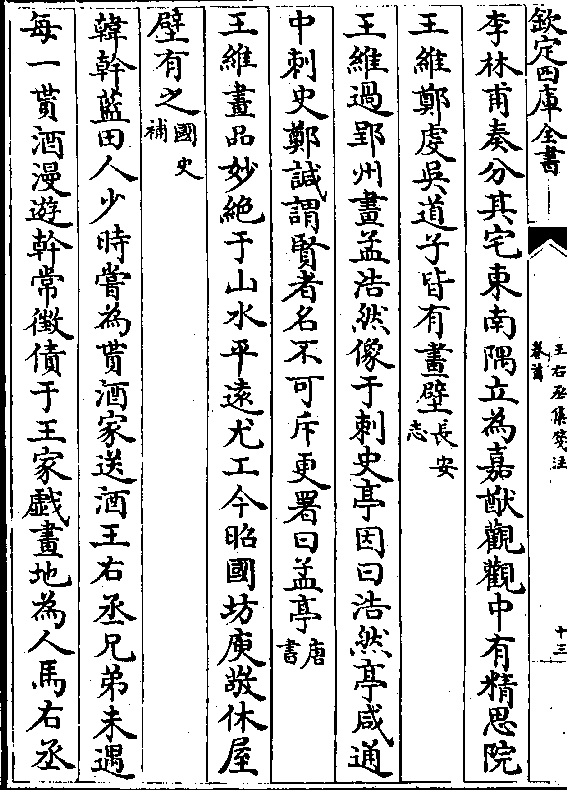 欽定四庫全書
王右丞集箋注
卷首
十三
李林甫奏分其宅東南隅立為嘉猷觀觀中有精思院
王維鄭虔吳道子皆有畫壁長安志
王維過郢州畫孟浩然像于刺史亭因曰浩然亭咸通
中刺史鄭諴謂賢者名不可斥更署曰孟亭唐書
王維畫品妙絶于山水平遠尤工今昭國坊庾敬休屋
壁有之國史補
韓幹藍田人少時嘗為貰酒家送酒王右丞兄弟未遇
每一貰酒漫遊幹常徵債于王家戲畫地為人馬右丞